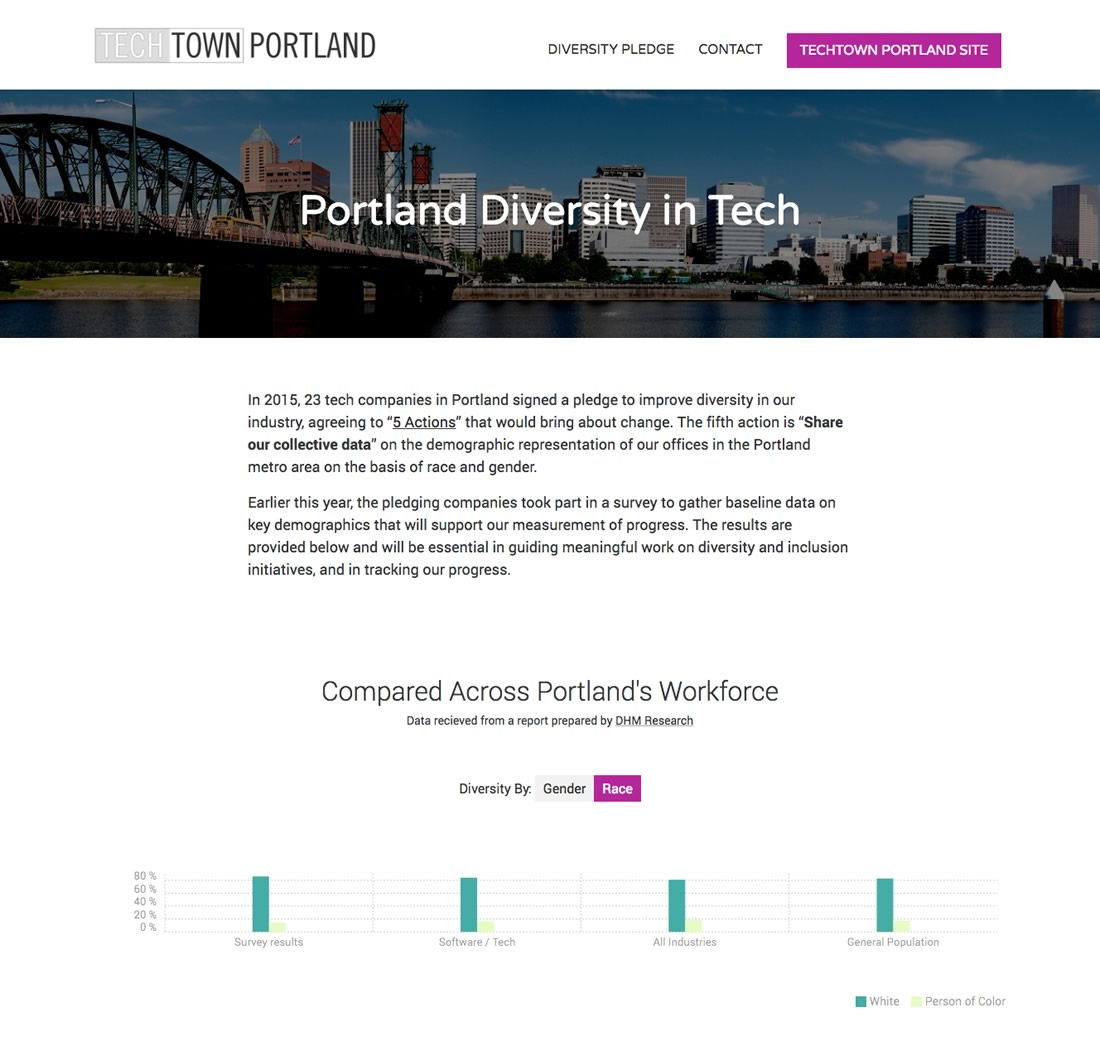 TECHTOWN PORTLAND
DIVERSITY PLEDGE CONTACT TECHTOWN PORTLAND SITE
Portland Diversity in Tech
In 2015, 23 tech companies in Portland signed a pledge to improve diversity in our
industry, agreeing to “5 Actions” that would bring about change. The fifth action is “Share
our collective data” on the demographic representation of our offices in the Portland
metro area on the basis of race and gender.
Earlier this year, the pledging companies took part in a survey to gather baseline data on
key demographics that will support our measurement of progress. The results are
provided below and will be essential in guiding meaningful work on diversity and inclusion
initiatives, and in tracking our progress.
Compared Across Portland's Workforce
Data recieved from a report prepared by DHM Research
Diversity By: Gender Race
80 %
60 %
40 %
20 %
0 %
Survey results Software / Tech All Industries General Population
White Person of Color